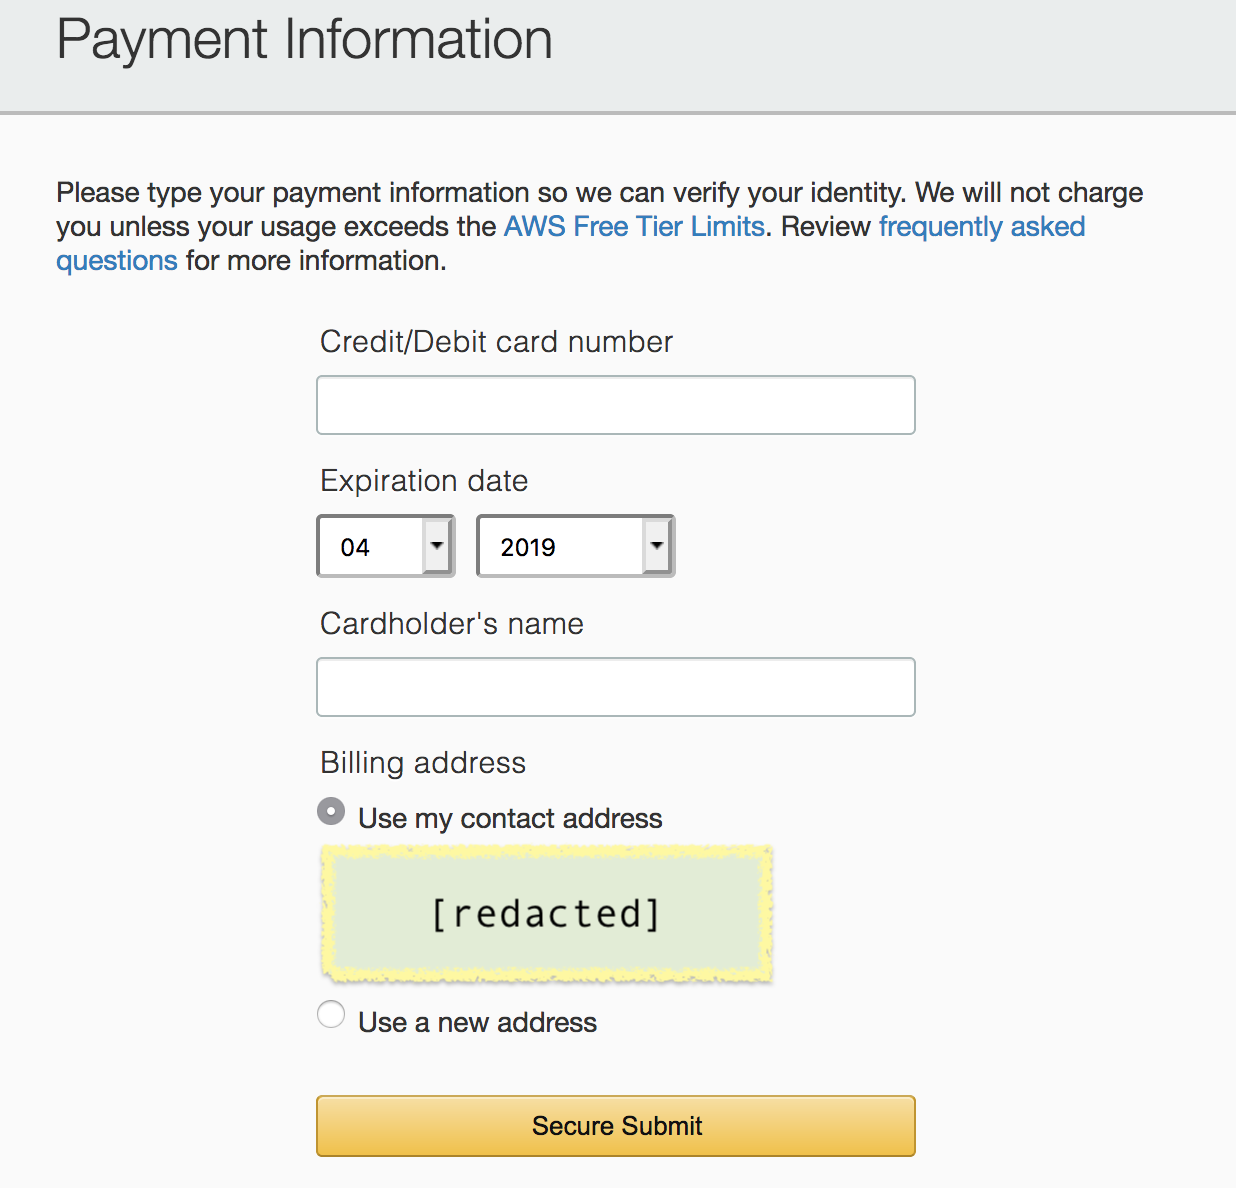 Payment Information
Please type your payment information so we can verify your identity. We will not charge
you unless your usage exceeds the AWS Free Tier Limits. Review frequently asked
questions for more information.
Credit/Debit card number
Expiration date
04 2019
Cardholder's name
Billing address
Use my contact address
[redacted]
Use a new address
Secure Submit